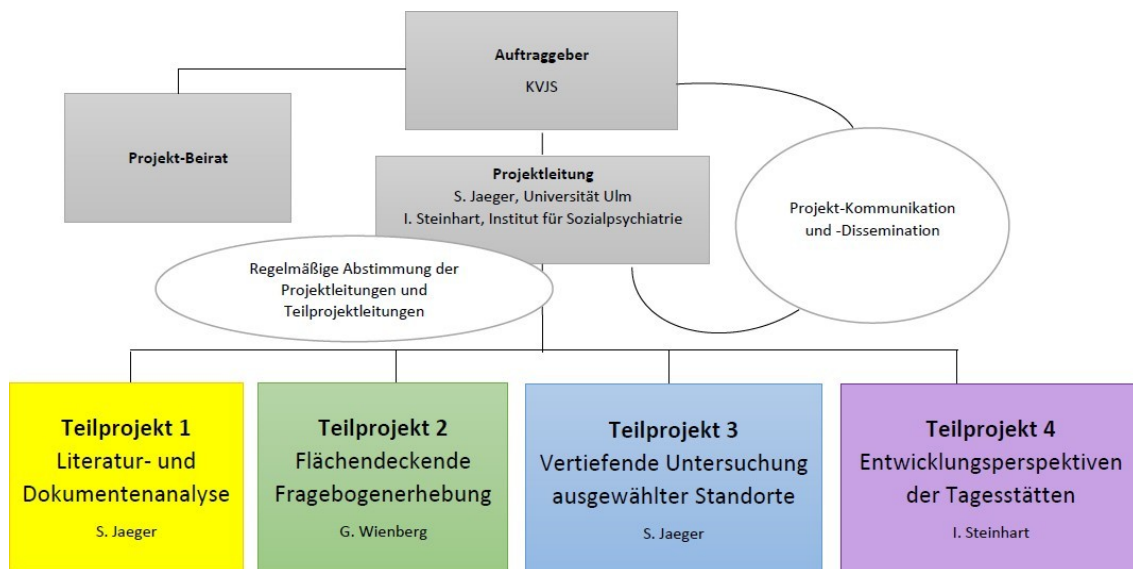 Auftraggeber
KVJS
Projekt-Beirat
Projektleitung
S. Jaeger, Universität Ulm
I. Steinhart, Institut für Sozialpsychiatrie
Projekt-Kommunikation
und -Dissemination
Regelmäßige Abstimmung der
Projektleitungen und
Teilprojektleitungen
Teilprojekt 1
Literatur- und
Dokumentenanalyse
S. Jaeger
Teilprojekt 2
Flächendeckende
Fragebogenerhebung
G. Wienberg
Teilprojekt 3
Vertiefende Untersuchung
ausgewählter Standorte
S. Jaeger
Teilprojekt 4
Entwicklungsperspektiven
der Tagesstätten
I. Steinhart